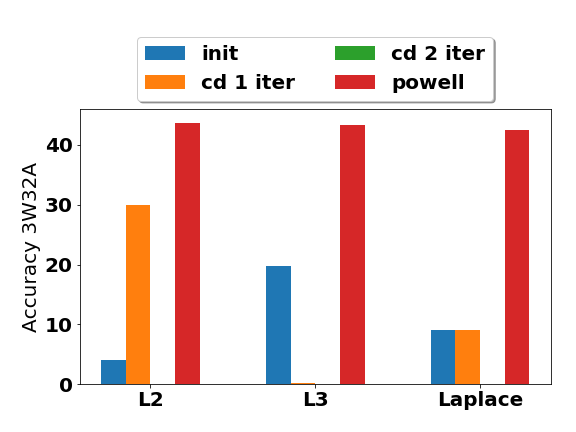 init cd 2 iter
cd 1 iter powell
Accuracy 3W32A
40
30
20
10
0
L2 L3 Laplace